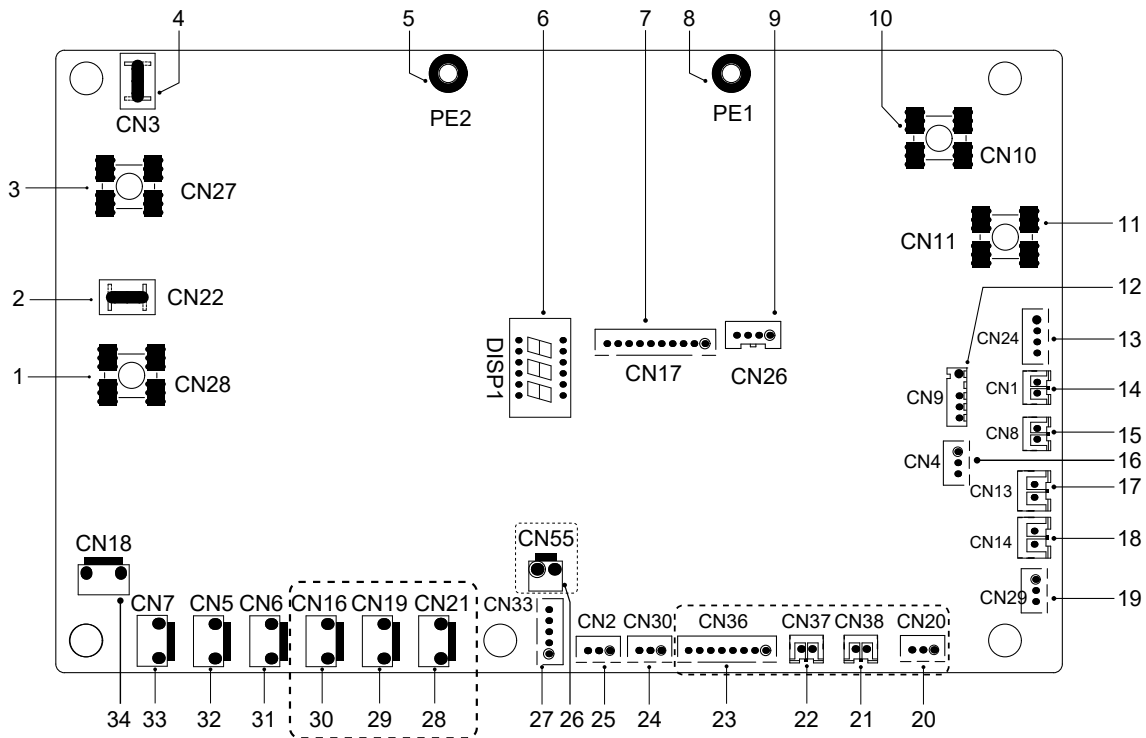 4 5 6 7 8 9 10
CN3 PE2 PE1
CN10
3 CN27
CN11 11
2 CN22
12
CN24 13
DISP1 CN17 CN26
1 CN28
CN9 CN1 14
CN8 15
CN4 16
CN13 17
CN14 18
CN18 CN55
CN29 19
CN7 CN5 CN6 CN16 CN19 CN21 CN33 CN2 CN30 CN36 CN37 CN38 CN20
34 33 32 31 30 29 28 27 26 25 24 23 22 21 20